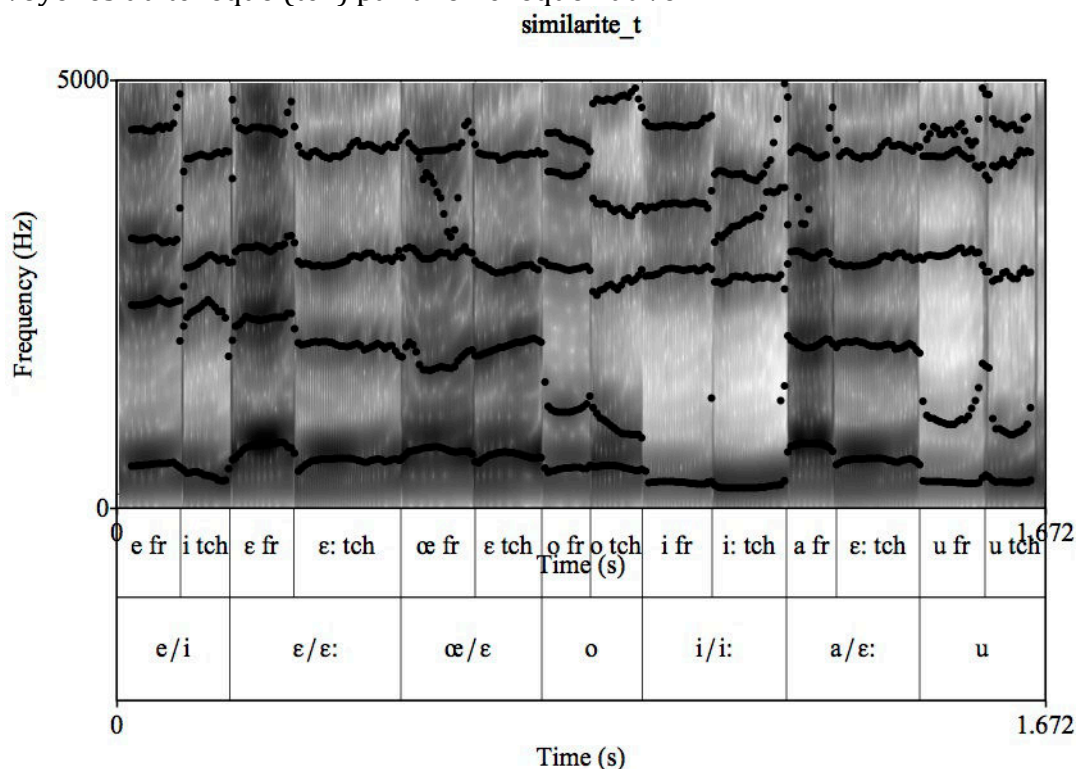 similarite_t
5000
Frequency (Hz)
0
0 1.672
e fr i tch ɛ fr ɛ: tch œ fr ɛ tch o fr o tch i fr i: tch a fr ɛ: tch u fr u tch
Time (s)
e/i ɛ/ɛ: œ/ɛ o i/i: a/ɛ: u
0 1.672
Time (s)